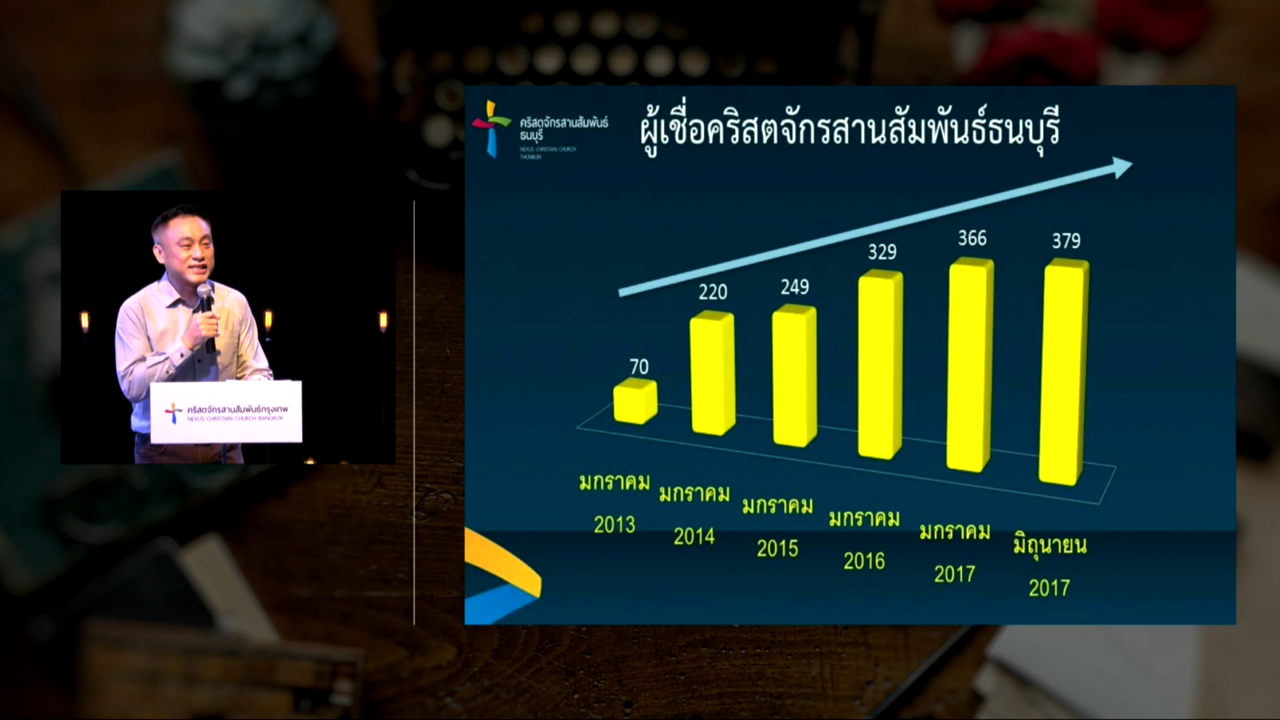 คริสตจักรสานสัมพันธ์
ธนบุรี
NEXUS CHRISTIAN CHURCH
THONBURI
ผู้เชื่อคริสตจักรสานสัมพันธ์ธนบุรี
70
220
249
329
366
379
มกราคม
2013
มกราคม
2014
มกราคม
2015
มกราคม
2016
มกราคม
2017
มิถุนายน
2017
คริสตจักรสานสัมพันธ์กรุงเทพ
NEXUS CHRISTIAN CHURCH BANGKOK